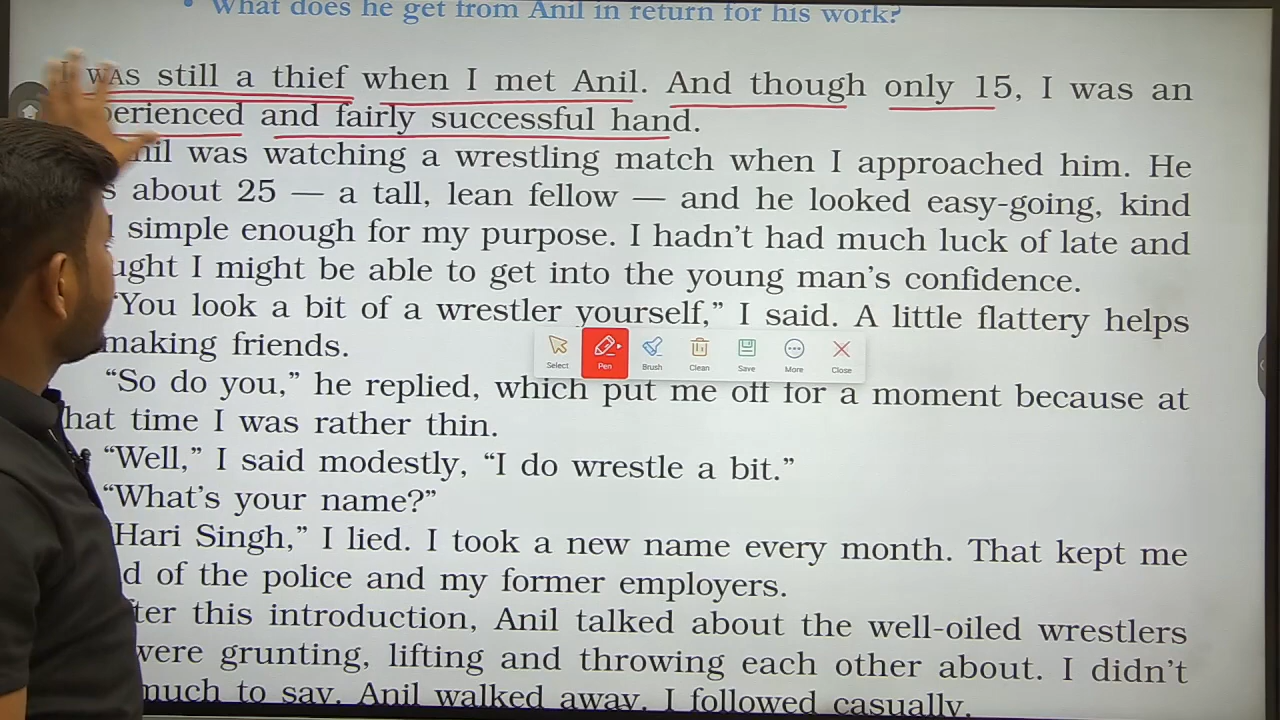 • What does he get from Anil in return for his work?
I WAS still a thief when I met Anil. And though only 15, I was an
perienced and fairly successful hand.
nil was watching a wrestling match when I approached him. He
s about 25 — a tall, lean fellow — and he looked easy-going, kind
simple enough for my purpose. I hadn’t had much luck of late and
ught I might be able to get into the young man’s confidence.
“You look a bit of a wrestler yourself,” I said. A little flattery helps
making friends.
Select Pen Brush Clean Save More Close
“So do you,” he replied, which put me off for a moment because at
hat time I was rather thin.
“Well,” I said modestly, “I do wrestle a bit.”
“What’s your name?”
Hari Singh,” I lied. I took a new name every month. That kept me
d of the police and my former employers.
ter this introduction, Anil talked about the well-oiled wrestlers
were grunting, lifting and throwing each other about. I didn’t
much to say. Anil walked away. I followed casually.